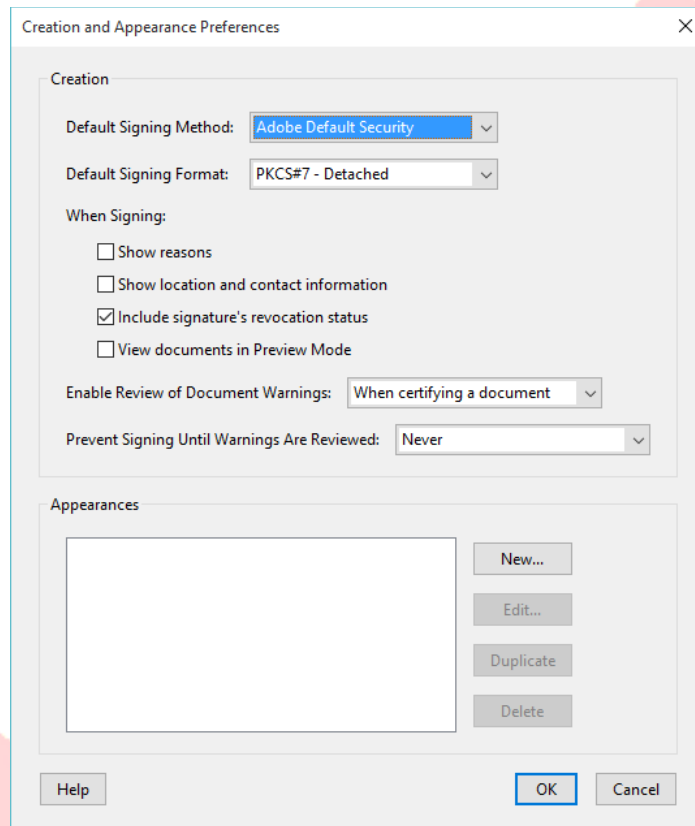 Creation and Appearance Preferences
Creation
Default Signing Method: Adobe Default Security
Default Signing Format: PKCS#7 - Detached
When Signing:
Show reasons
Show location and contact information
Include signature's revocation status
View documents in Preview Mode
Enable Review of Document Warnings: When certifying a document
Prevent Signing Until Warnings Are Reviewed: Never
Appearances
New...
Edit...
Duplicate
Delete
Help OK Cancel